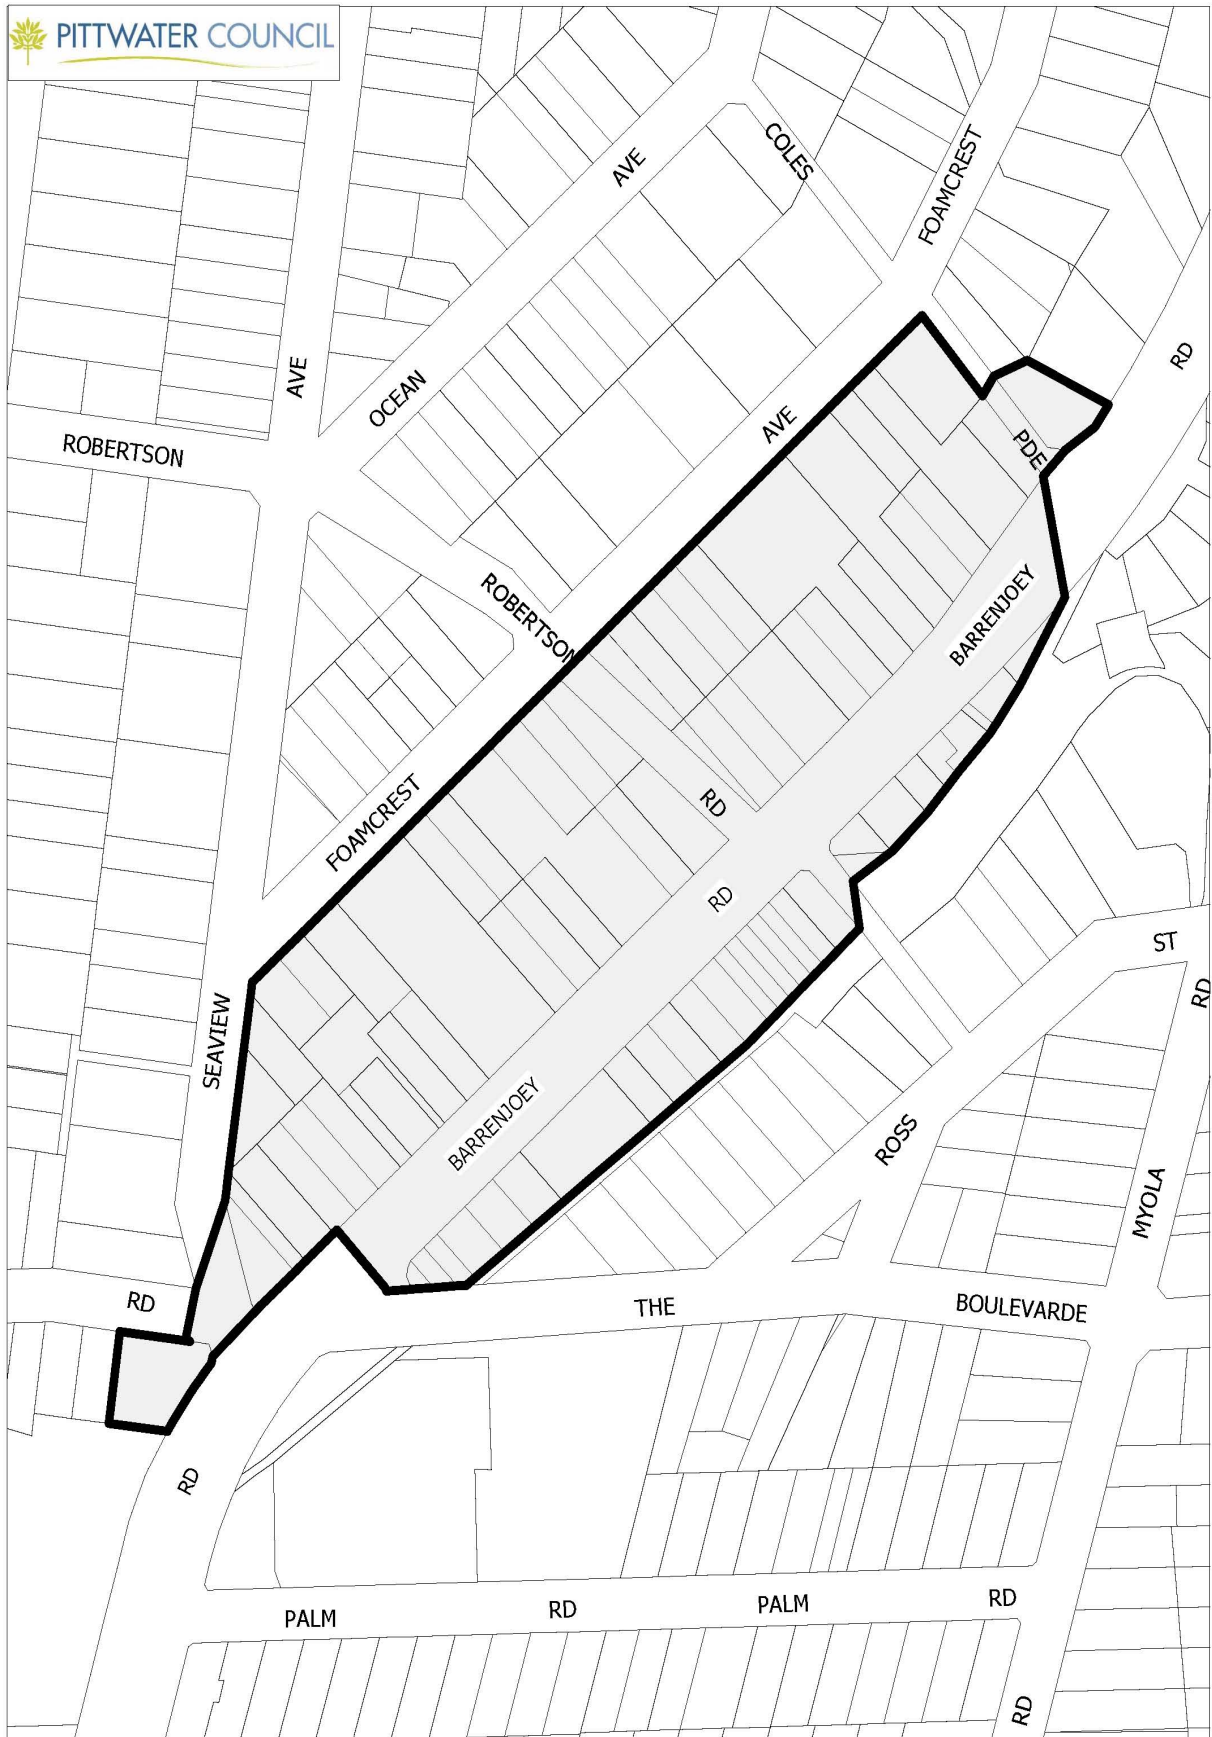 PITTWATER COUNCIL
COLES
AVE
FOAMCREST
RD
AVE
OCEAN
AVE
ROBERTSON
PDE
ROBERTSON
BARRENJOEY
RD
FOAMCREST
RD
ST
RD
SEAVIEW
BARRENJOEY
ROSS
MYOLA
RD
THE
BOULEVARDE
RD
PALM
RD
PALM
RD
RD